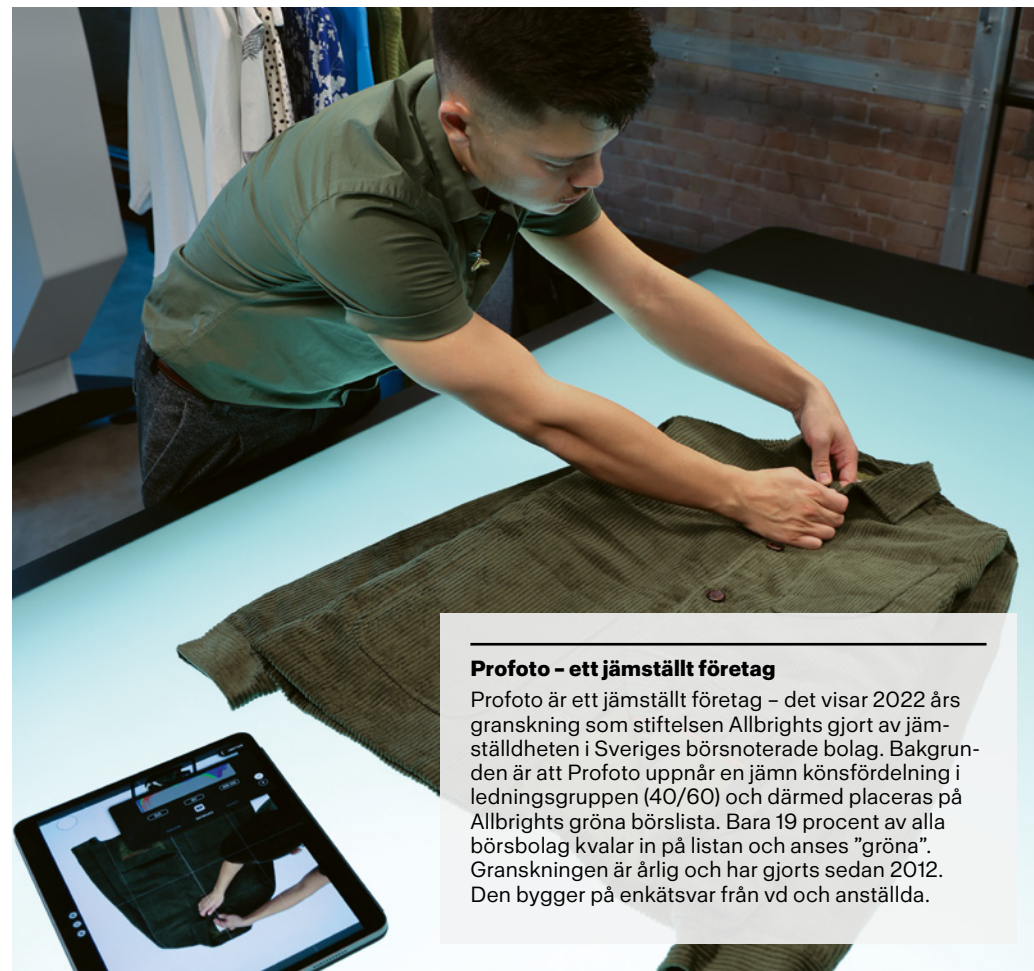 Profoto – ett jämställt företag
Profoto är ett jämställt företag – det visar 2022 års
granskning som stiftelsen Allbrights gjort av jäm-
ställdheten i Sveriges börsnoterade bolag. Bakgrun-
den är att Profoto uppnår en jämn könsfördelning i
ledningsgruppen (40/60) och därmed placeras på
Allbrights gröna börslista. Bara 19 procent av alla
börsbolag kvalar in på listan och anses ”gröna”.
Granskningen är årlig och har gjorts sedan 2012.
Den bygger på enkätsvar från vd och anställda.